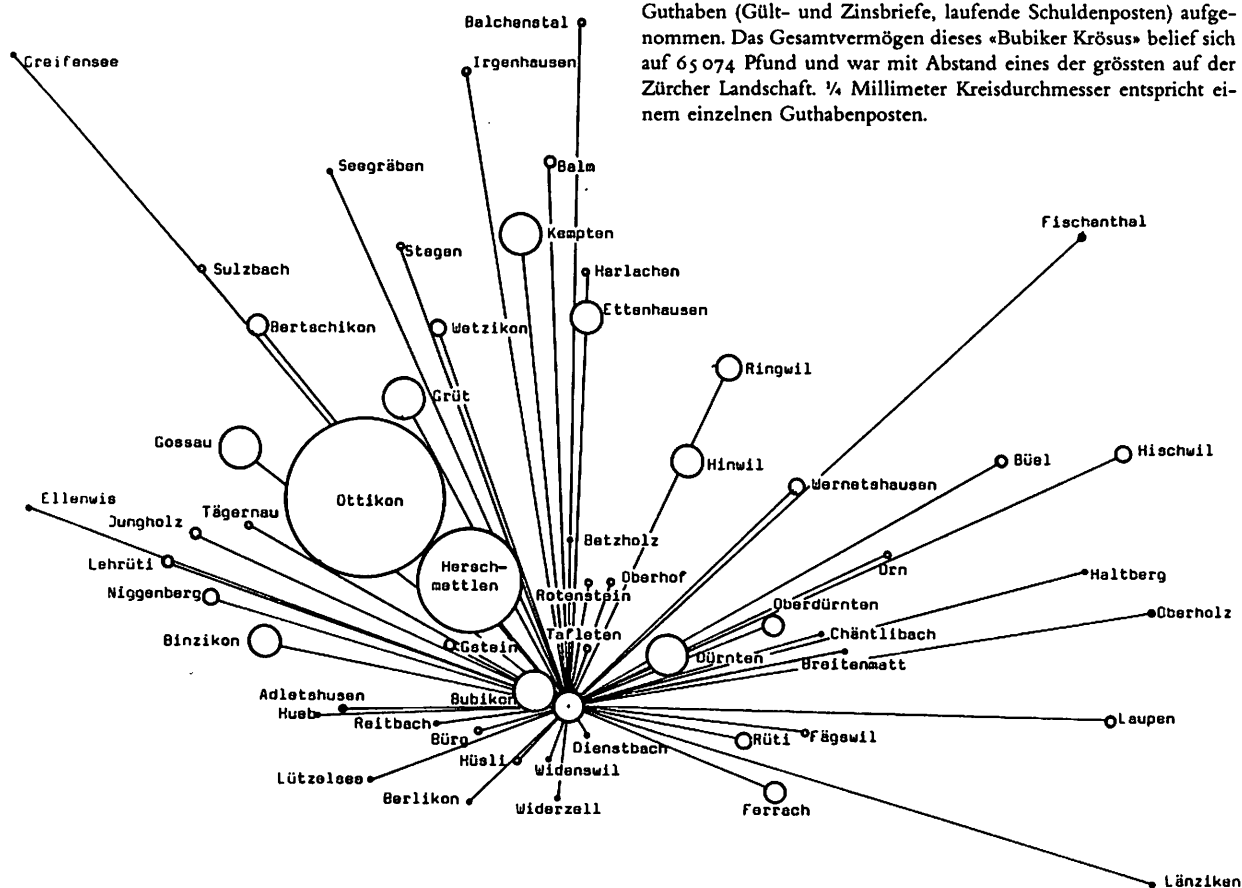 Guthaben (Gült- und Zinsbriefe, laufende Schuldenposten) aufge-
nommen. Das Gesamtvermögen dieses «Bubiker Krösus» belief sich
auf 65 074 Pfund und war mit Abstand eines der grössten auf der
Zürcher Landschaft. ¼ Millimeter Kreisdurchmesser entspricht ei-
nem einzelnen Guthabenposten.
Balchenstal
Greifensee
Irgenhausen
Seegräben
Balm
Fischenthal
Kempten
Stegen
Sulzbach
Herlachen
Ettenhausen
Bertschikon
Wetzikon
Ringwil
Grüt
Gossau
Hinwil
Büel
Hischwil
Wernetshausen
Ottikon
Ellenwis
Tägernau
Jungholz
Betzholz
Lehrüti
Hersch-
mettlen
Oberhof
Orn
Haltberg
Niggenberg
Rotenstein
Oberdürnten
Oberholz
Binzikon
Tafleten
Chäntlibach
Gstein
Dürnten
Breitenmatt
Adletshusen
Bubikon
Hueb
Reitbach
Laupen
Bürg
Dienstbach
Rüti
Fägswil
Hüsli
Widenswil
Lützelsee
Berlikon
Widerzell
Ferrach
Länziken